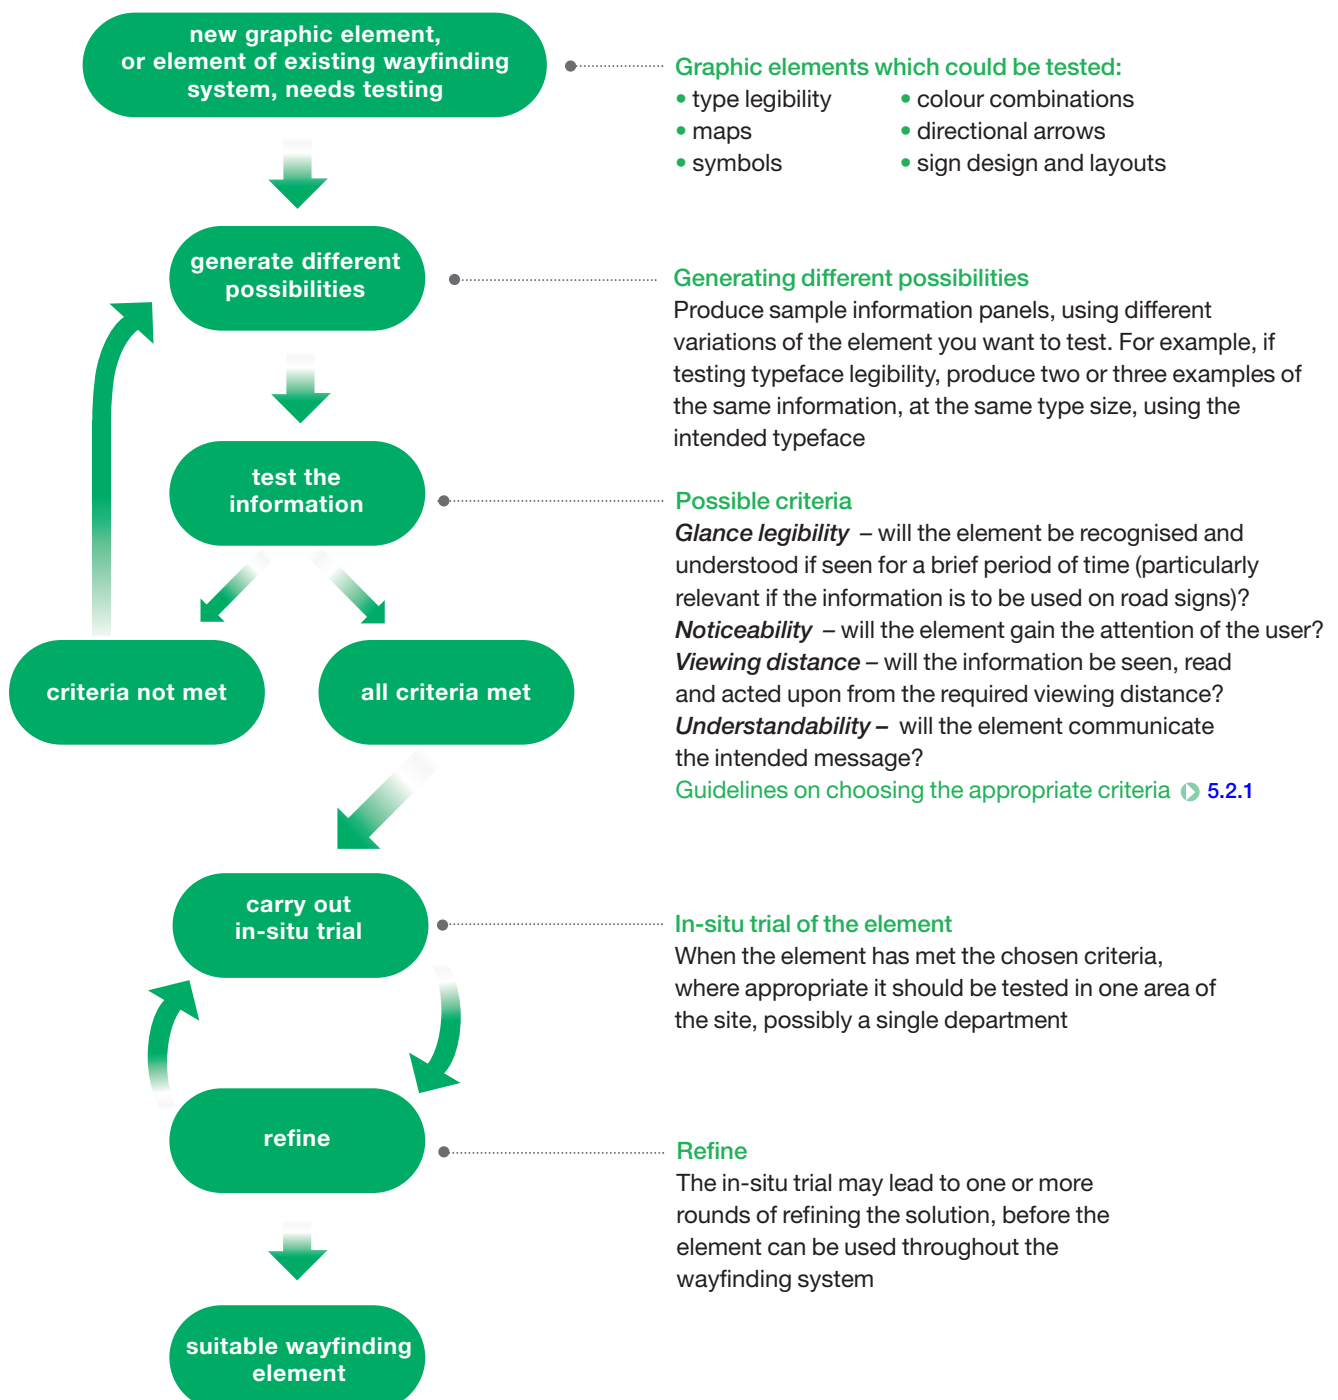 new graphic element,
or element of existing wayfinding
system, needs testing
Graphic elements which could be tested:
• type legibility
• colour combinations
• maps
• directional arrows
• symbols
• sign design and layouts
generate different
possibilities
Generating different possibilities
Produce sample information panels, using different
variations of the element you want to test. For example, if
testing typeface legibility, produce two or three examples of
the same information, at the same type size, using the
intended typeface
test the
information
Possible criteria
Glance legibility – will the element be recognised and
understood if seen for a brief period of time (particularly
relevant if the information is to be used on road signs)?
Noticeability – will the element gain the attention of the user?
Viewing distance – will the information be seen, read
and acted upon from the required viewing distance?
Understandability – will the element communicate
the intended message?
Guidelines on choosing the appropriate criteria 5.2.1
criteria not met
all criteria met
carry out
in-situ trial
In-situ trial of the element
When the element has met the chosen criteria,
where appropriate it should be tested in one area of
the site, possibly a single department
refine
Refine
The in-situ trial may lead to one or more
rounds of refining the solution, before the
element can be used throughout the
wayfinding system
suitable wayfinding
element